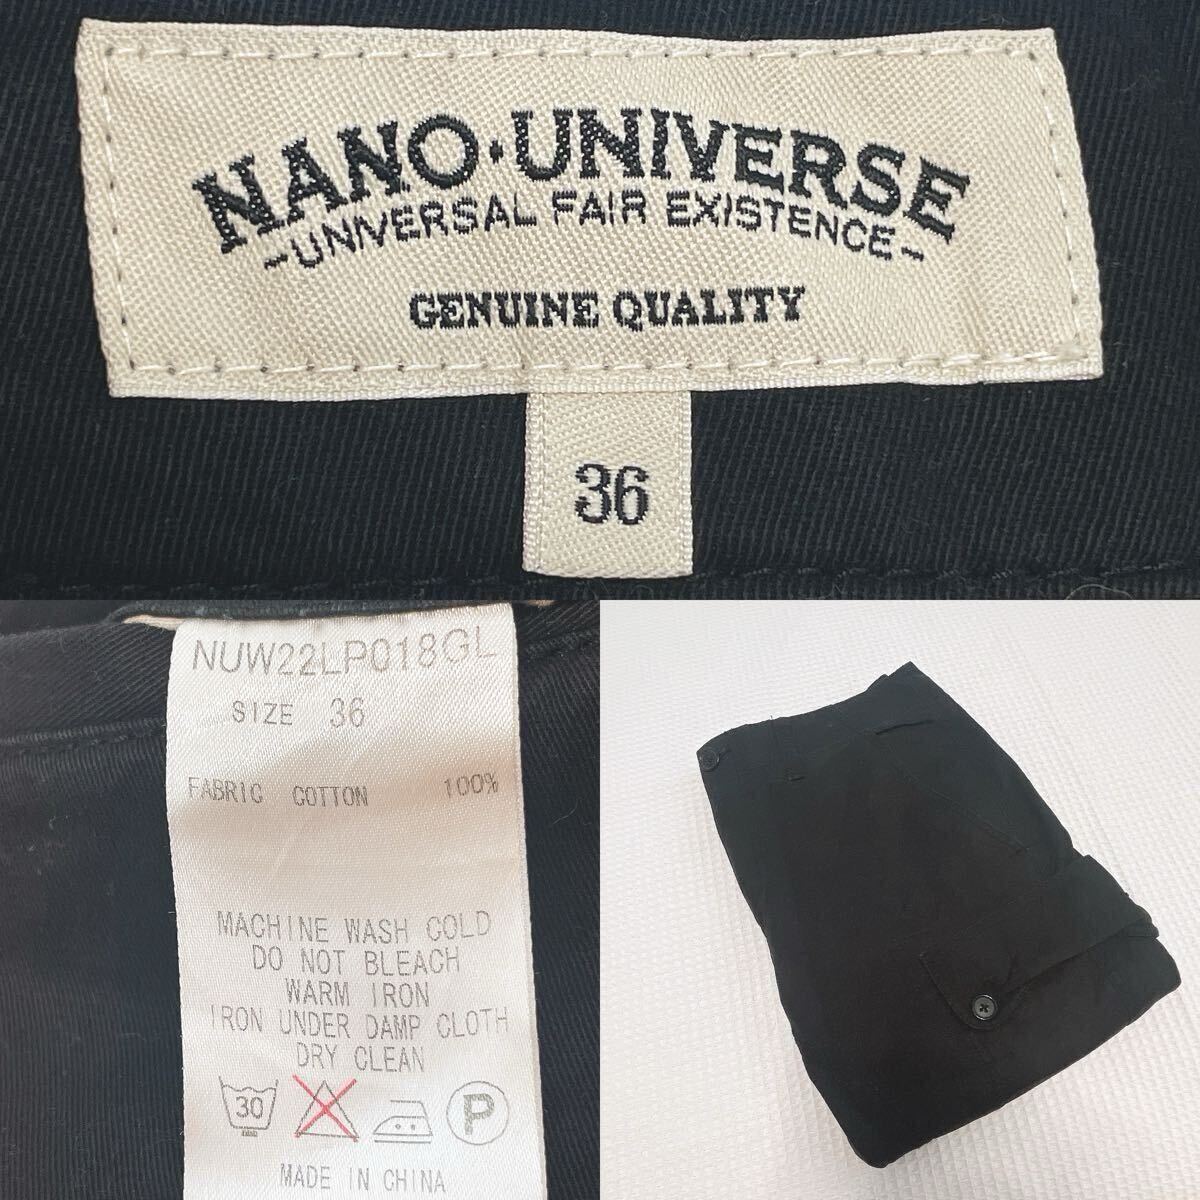 NANO·UNIVERSE
-UNIVERSAL FAIR EXISTENCE-
GENUINE QUALITY
36
NUW22LP018GL
SIZE 36
FABRIC COTTON 100%
MACHINE WASH COLD
DO NOT BLEACH
WARM IRON
IRON UNDER DAMP CLOTH
DRY CLEAN
30 P
MADE IN CHINA